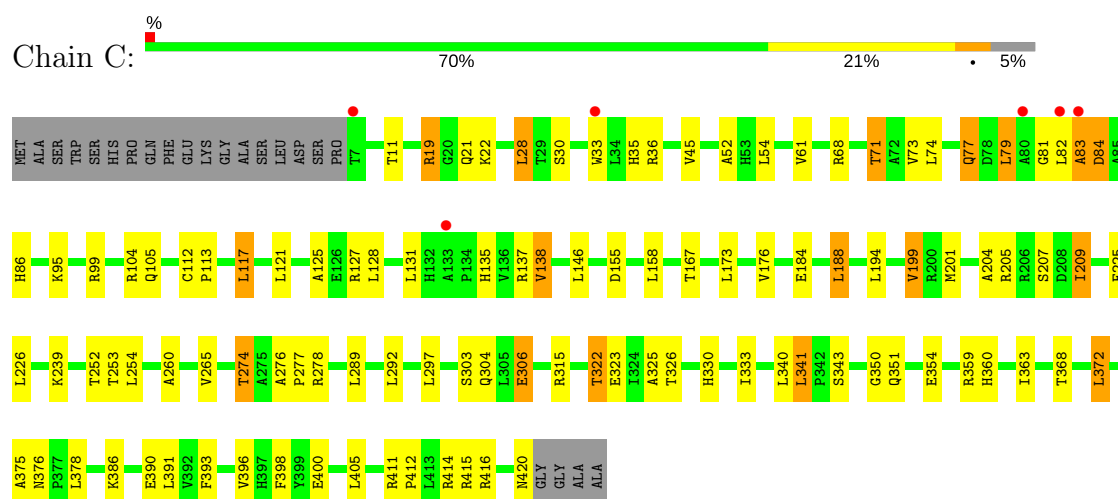 %
Chain C:
70% 21% • 5%
MET ALA SER TRP SER HIS PRO GLN PHE GLU LYS GLY ALA SER LEU ASP SER PRO T7 T11 R19 G20 Q21 K22 L28 T29 S30 W33 L34 H35 R36 V45 A52 H53 L54 V61 R68 T71 A72 V73 L74 Q77 D78 L79 A80 G81 L82 A83 D84 A85
H86 K95 R99 R104 Q105 C112 P113 L117 L121 A125 E126 R127 L128 L131 H132 A133 P134 H135 V136 R137 V138 L146 D155 L158 T167 L173 V176 E184 L188 L194 V199 R200 M201 A204 R205 R206 S207 D208 I209
L226 K239 T252 T253 L254 A260 V265 T274 A275 A276 P277 R278 L289 L292 L297 S303 Q304 L305 E306 R315 T322 E323 I324 A325 T326 H330 I333 L340 L341 P342 S343 G350 Q351 E354 R359 H360 I363 T368 L372
A375 N376 P377 L378 K386 E390 L391 V392 F393 V396 H397 F398 Y399 E400 L405 R411 P412 L413 R414 R415 R416 N420 GLY GLY ALA ALA